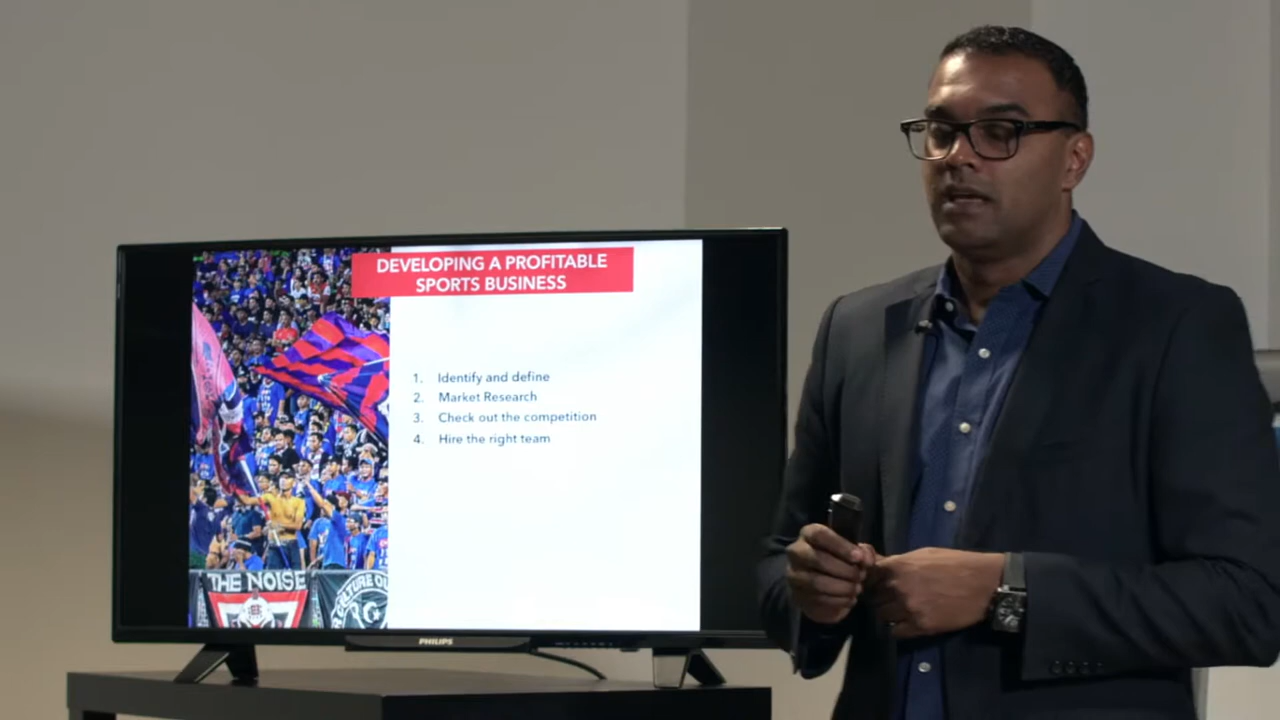 DEVELOPING A PROFITABLE
SPORTS BUSINESS
1. Identify and define
2. Market Research
3. Check out the competition
4. Hire the right team
THE NOISE
PHILIPS